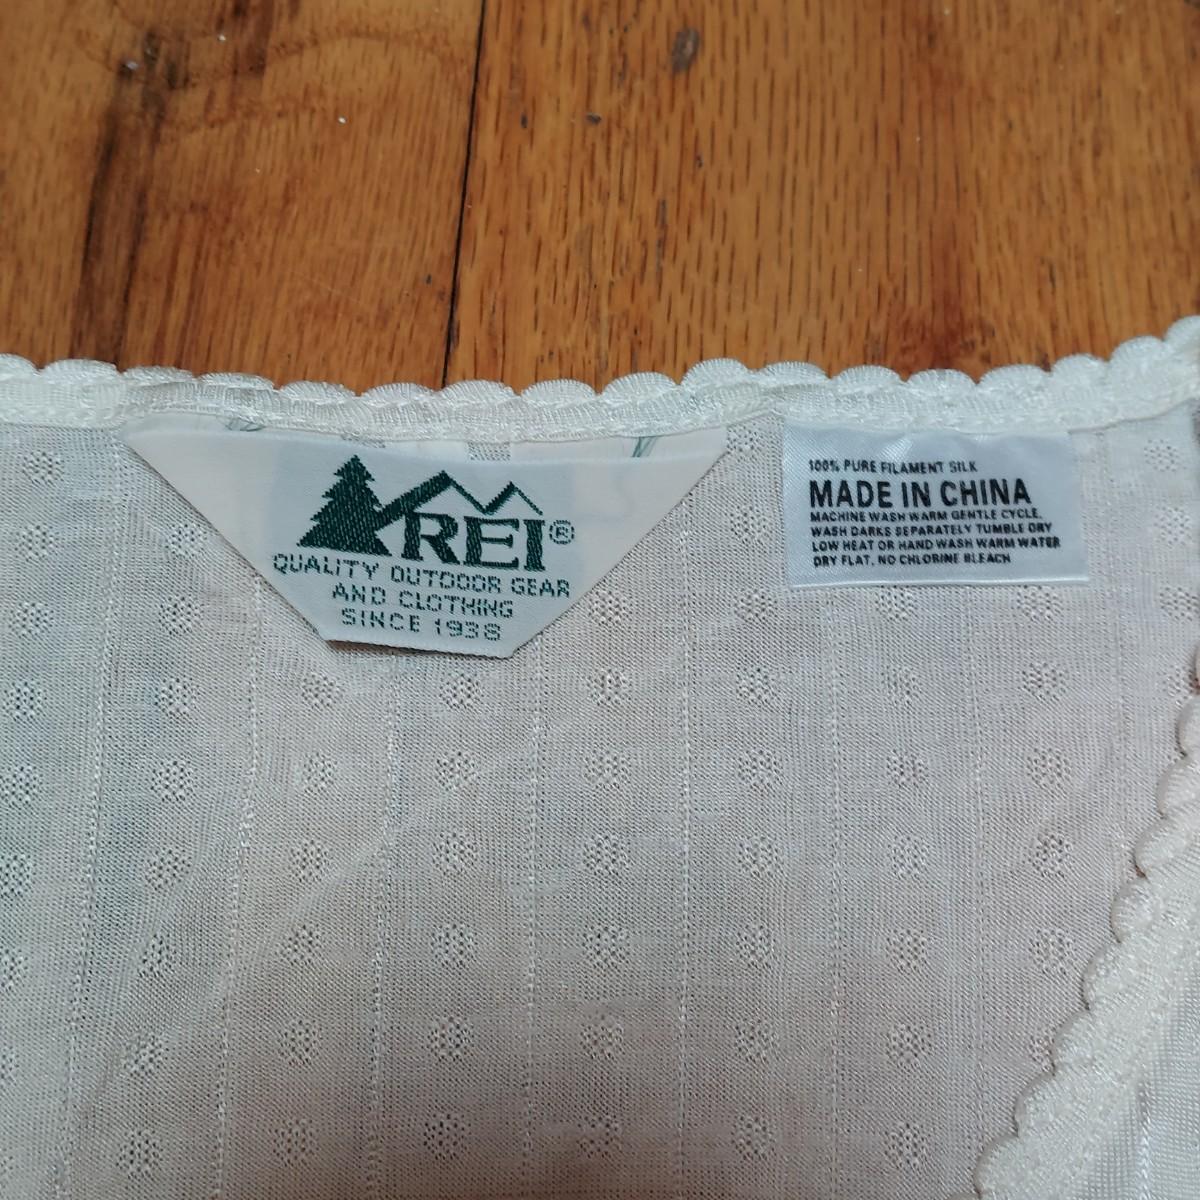 REI®
QUALITY OUTDOOR GEAR
AND CLOTHING
SINCE 1938
100% PURE FILAMENT SILK
MADE IN CHINA
MACHINE WASH WARM GENTLE CYCLE.
WASH DARKS SEPARATELY TUMBLE DRY
LOW HEAT OR HAND WASH WARM WATER
DRY FLAT, NO CHLORINE BLEACH